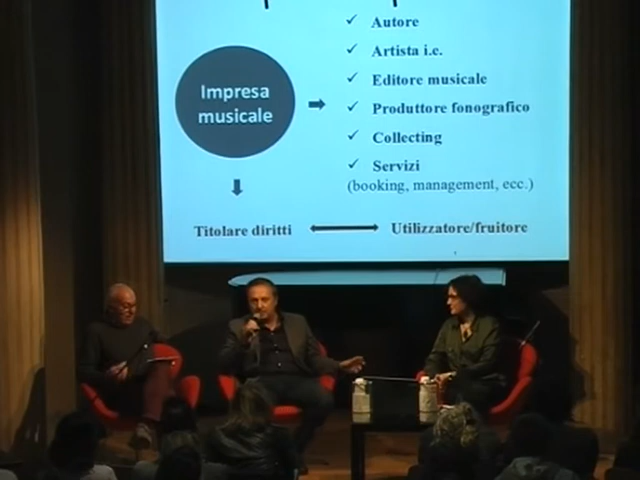 Autore
Artista i.e.
Editore musicale
Impresa
musicale
Produttore fonografico
Collecting
Servizi
(booking, management, ecc.)
Titolare diritti
Utilizzatore/fruitore